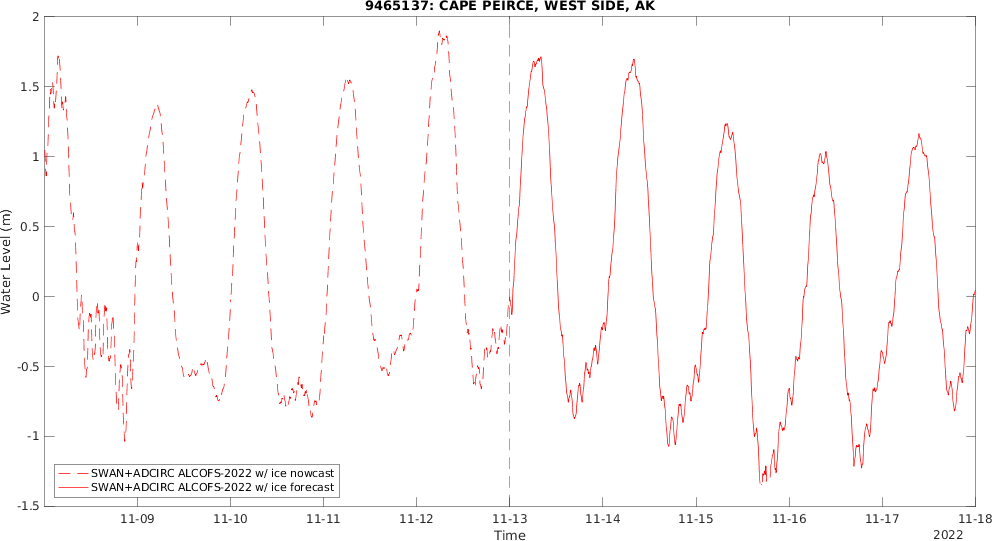 9465137: CAPE PEIRCE, WEST SIDE, AK
2
1.5
1
0.5
0
-0.5
-1
-1.5
Water Level (m)
SWAN+ADCIRC ALCOFS-2022 w/ ice nowcast
SWAN+ADCIRC ALCOFS-2022 w/ ice forecast
11-09 11-10 11-11 11-12 11-13 11-14 11-15 11-16 11-17 11-18
Time
2022